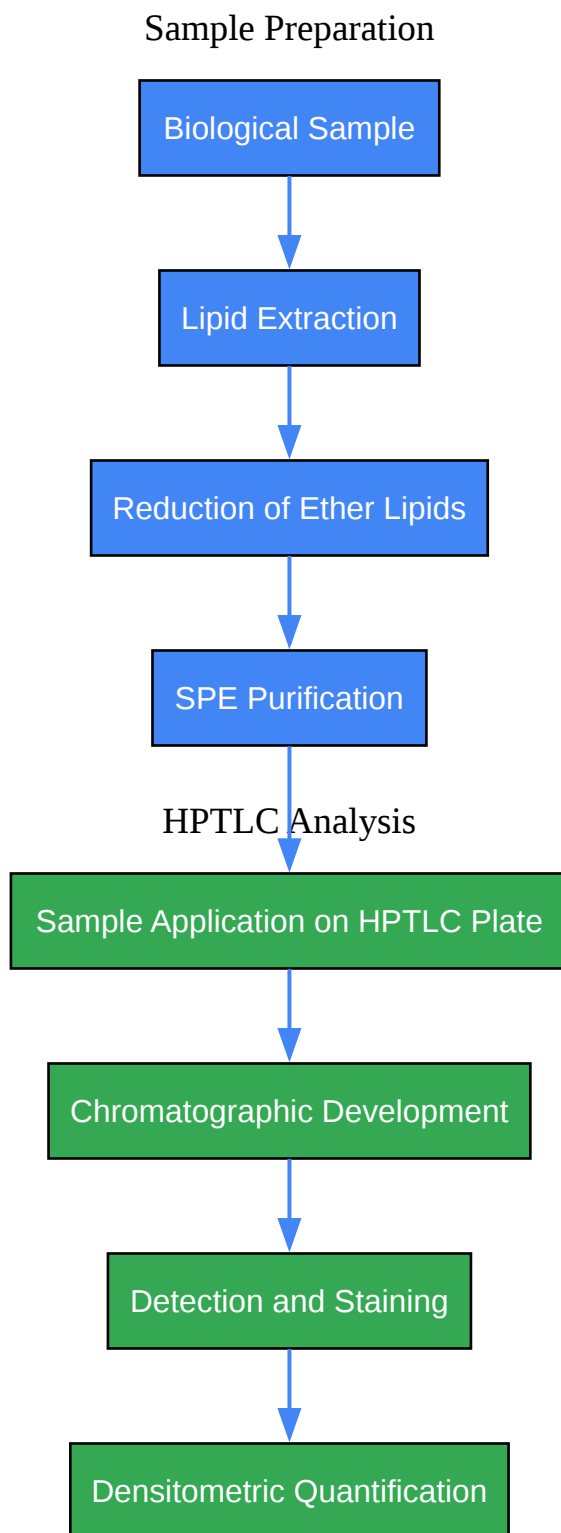 Sample Preparation
Biological Sample
Lipid Extraction
Reduction of Ether Lipids
SPE Purification
HPTLC Analysis
Sample Application on HPTLC Plate
Chromatographic Development
Detection and Staining
Densitometric Quantification